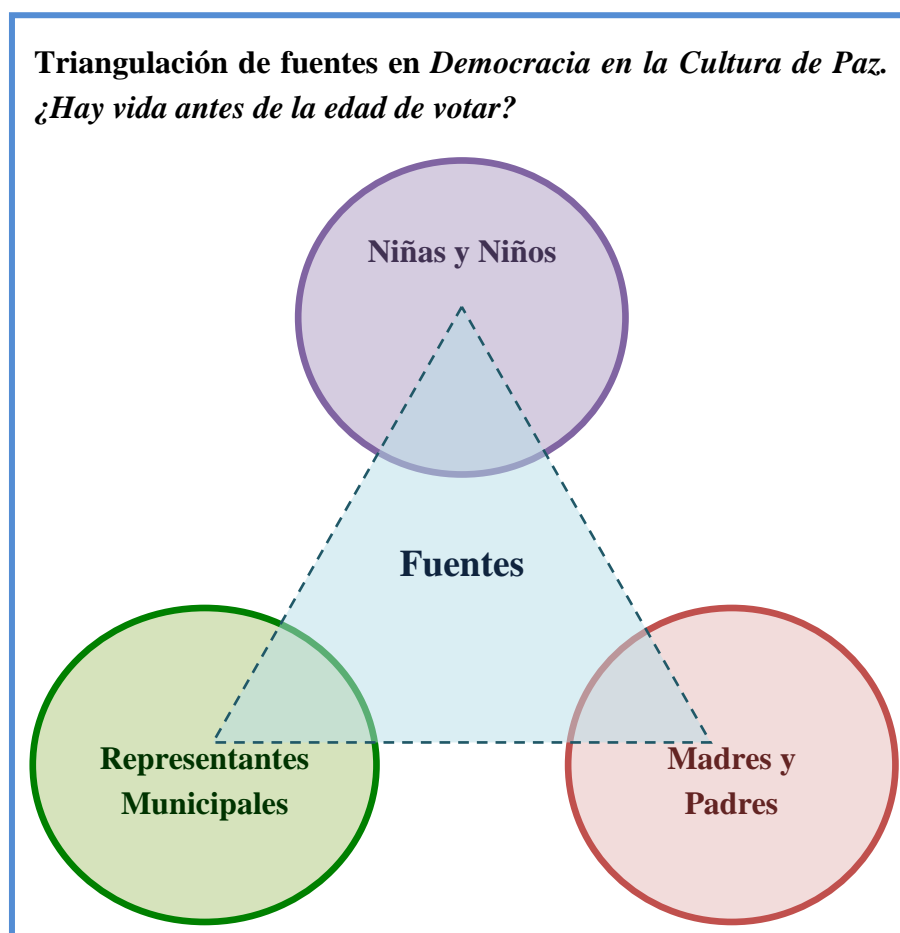 Triangulación de fuentes en Democracia en la Cultura de Paz.
¿Hay vida antes de la edad de votar?
Niñas y Niños
Fuentes
Representantes
Municipales
Madres y
Padres